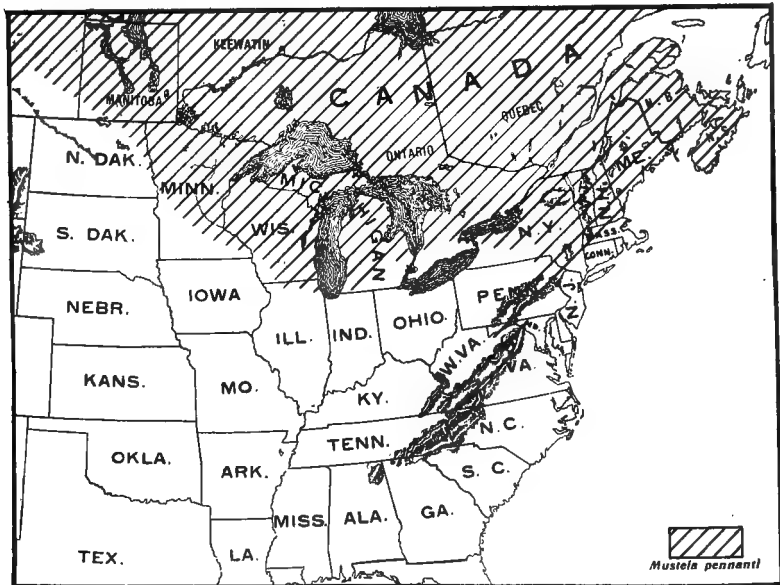 KEEWATIN
MANITOBA
CANADA
QUEBEC
ONTARIO
N.B.
N.S.
ME.
N. DAK.
MINN.
MICHIGAN
WIS.
N.Y.
MASS.
CONN.
S. DAK.
IOWA
PENN.
N.J.
NEBR.
ILL.
IND.
OHIO.
W.VA.
VA.
KANS.
MO.
KY.
TENN.
N.C.
OKLA.
ARK.
S. C.
MISS.
ALA.
GA.
TEX.
LA.
Mustela pennanti